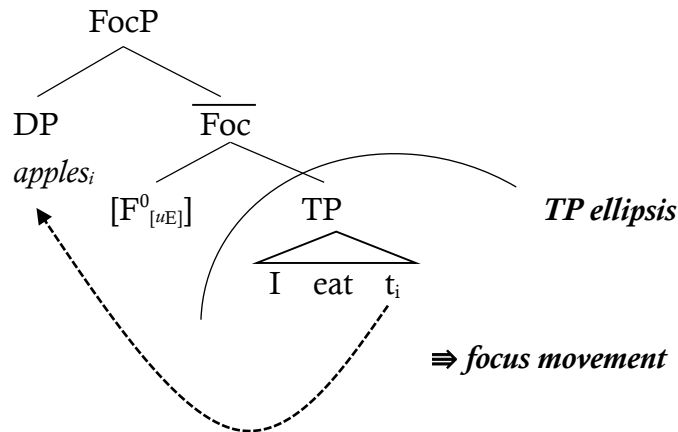 FocP
DP
Foc
apples_i
[F⁰_[uE]]
TP
TP ellipsis
I eat t_i
⇛ focus movement